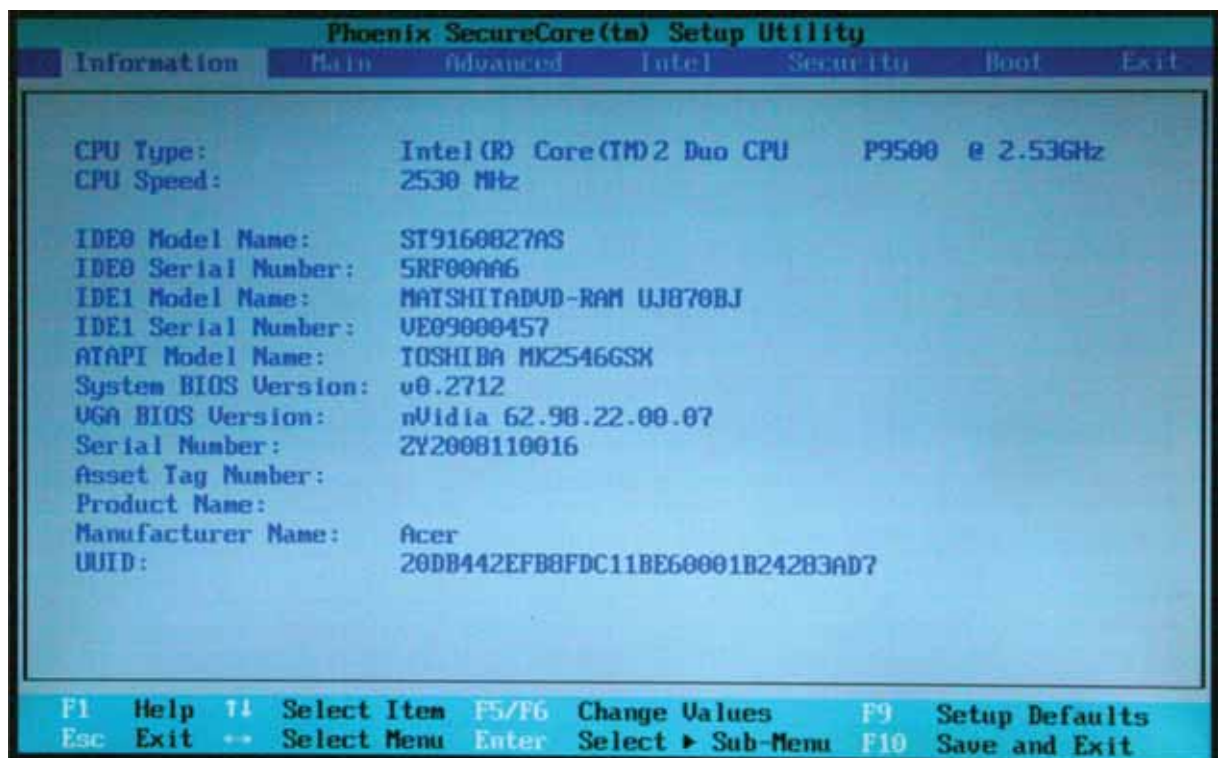 Phoenix SecureCore(tm) Setup Utility
Information Main Advanced Intel Security Boot Exit
CPU Type: Intel(R) Core(TM)2 Duo CPU P9500 @ 2.53GHz
CPU Speed: 2530 MHz
IDE0 Model Name: ST9160827AS
IDE0 Serial Number: 5RF00AA6
IDE1 Model Name: MATSHITADVD-RAM UJ870BJ
IDE1 Serial Number: VE09000457
ATAPI Model Name: TOSHIBA MK2546GSX
System BIOS Version: v0.2712
VGA BIOS Version: nVidia 62.98.22.00.07
Serial Number: ZY2008110016
Asset Tag Number:
Product Name:
Manufacturer Name: Acer
UUID: 20DB442EFB8FDC11BE60001B24283AD7
F1 Help ↑↓ Select Item F5/F6 Change Values F9 Setup Defaults
Esc Exit ↔ Select Menu Enter Select ▶ Sub-Menu F10 Save and Exit